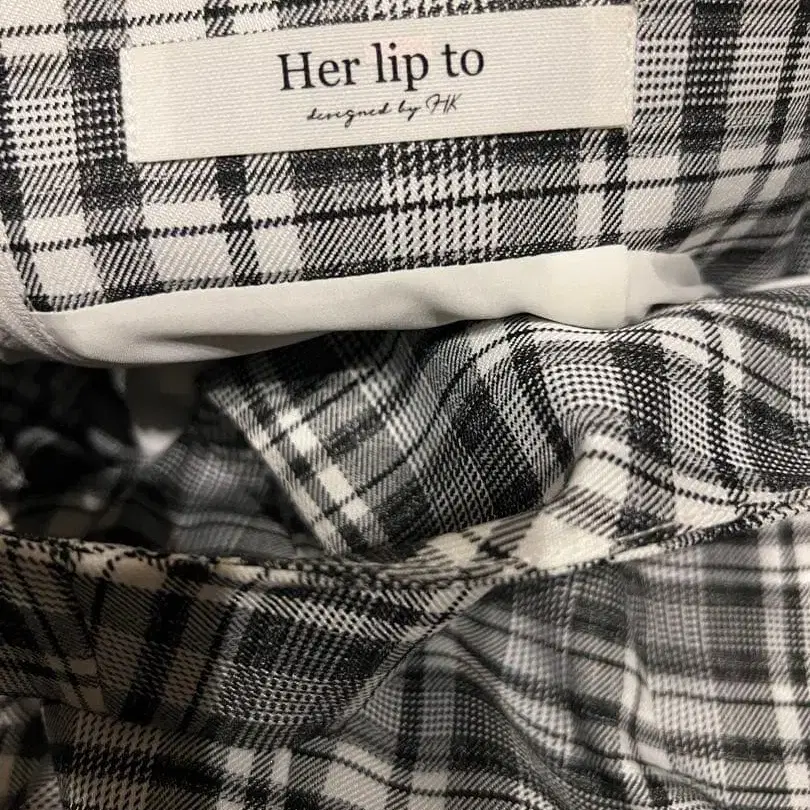 Her lip to
designed by HK